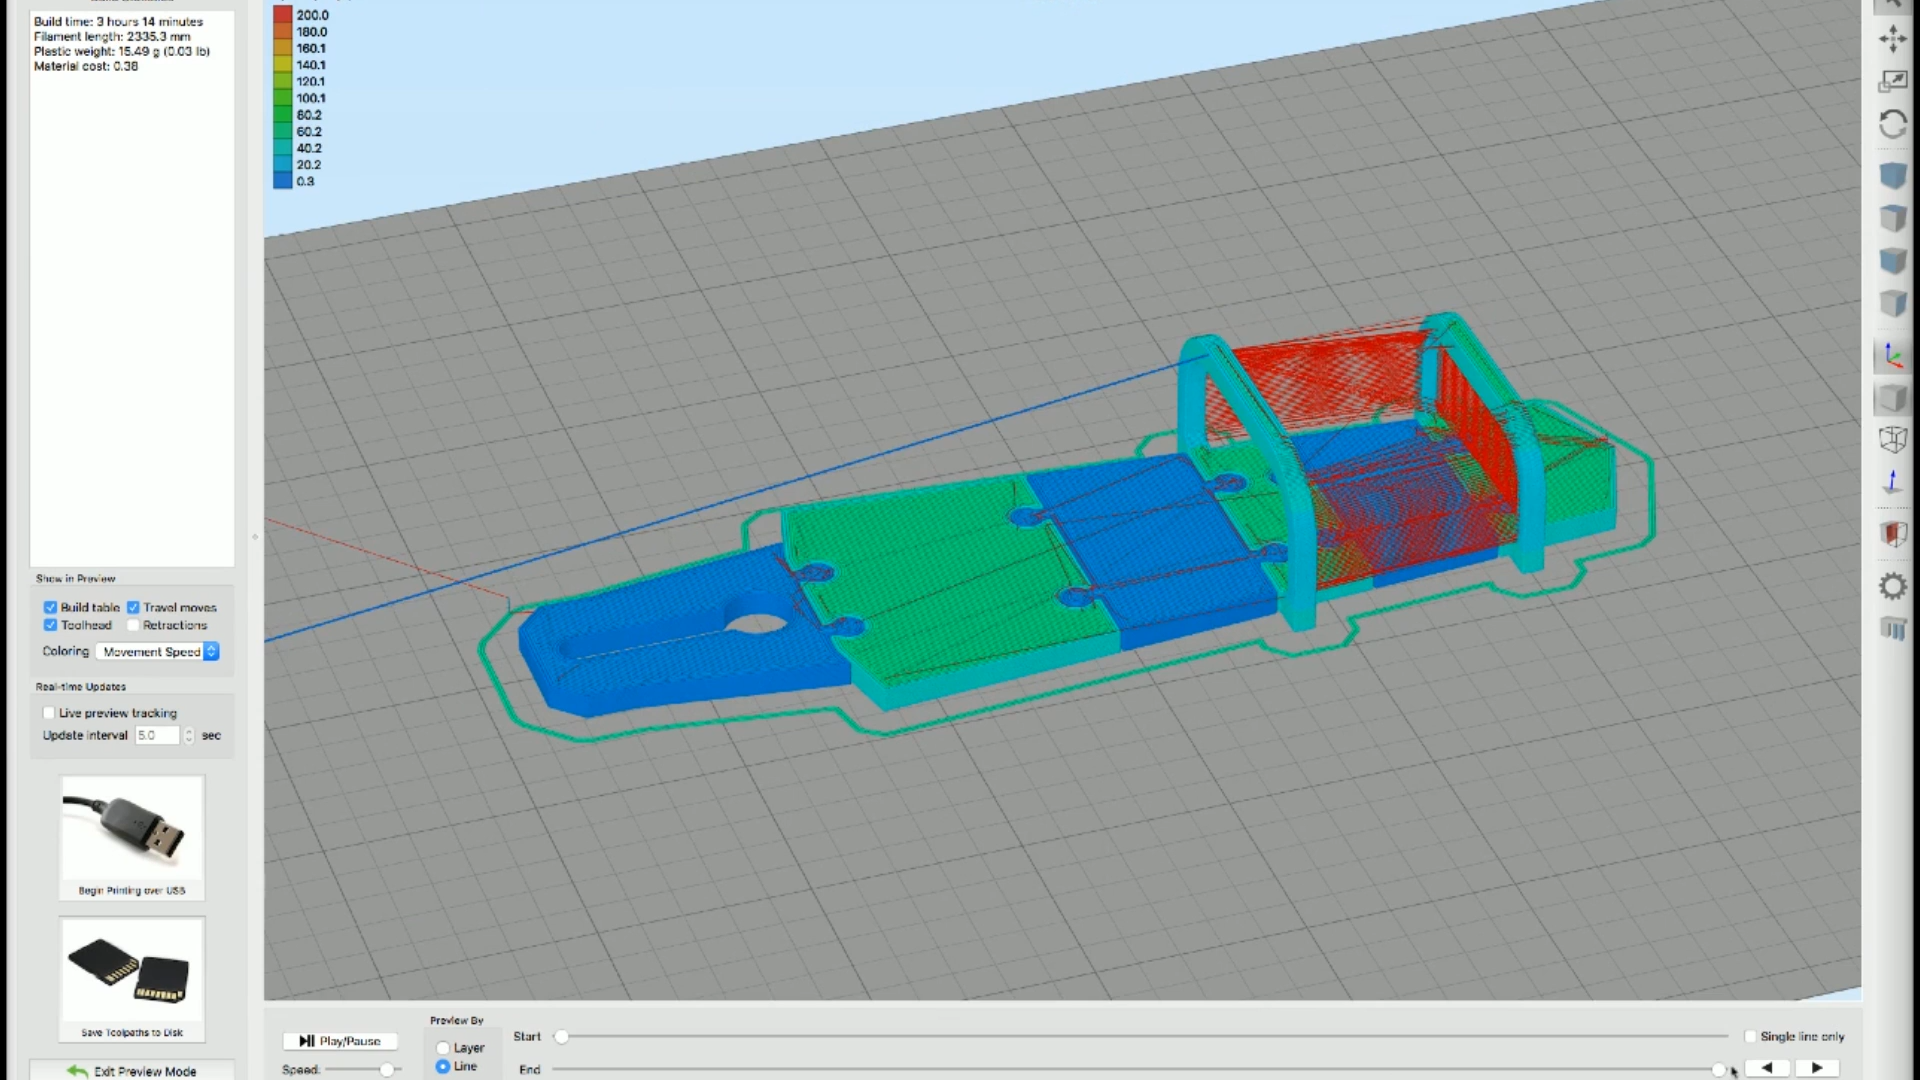 Build time: 3 hours 14 minutes
Filament length: 2335.3 mm
Plastic weight: 15.49 g (0.03 lb)
Material cost: 0.38
200.0
180.0
160.1
140.1
120.1
100.1
80.2
60.2
40.2
20.2
0.3
Show in Preview
Build table
Travel moves
Toolhead
Retractions
Coloring
Movement Speed
Real-time Updates
Live preview tracking
Update interval 5.0 sec
Begin Printing over USB
Save Toolpaths to Disk
Exit Preview Mode
Play/Pause
Speed:
Preview By
Layer
Line
Start
End
Single line only